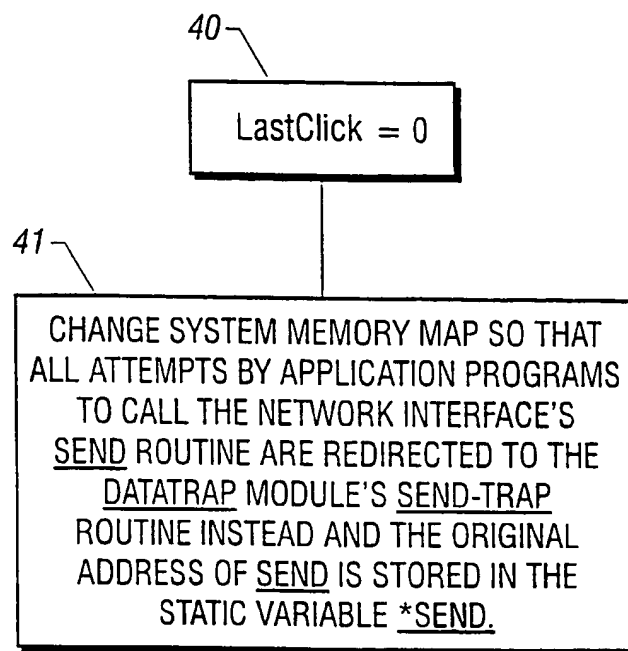 40
LastClick = 0
41
CHANGE SYSTEM MEMORY MAP SO THAT
ALL ATTEMPTS BY APPLICATION PROGRAMS
TO CALL THE NETWORK INTERFACE'S
SEND ROUTINE ARE REDIRECTED TO THE
DATATRAP MODULE'S SEND-TRAP
ROUTINE INSTEAD AND THE ORIGINAL
ADDRESS OF SEND IS STORED IN THE
STATIC VARIABLE *SEND.